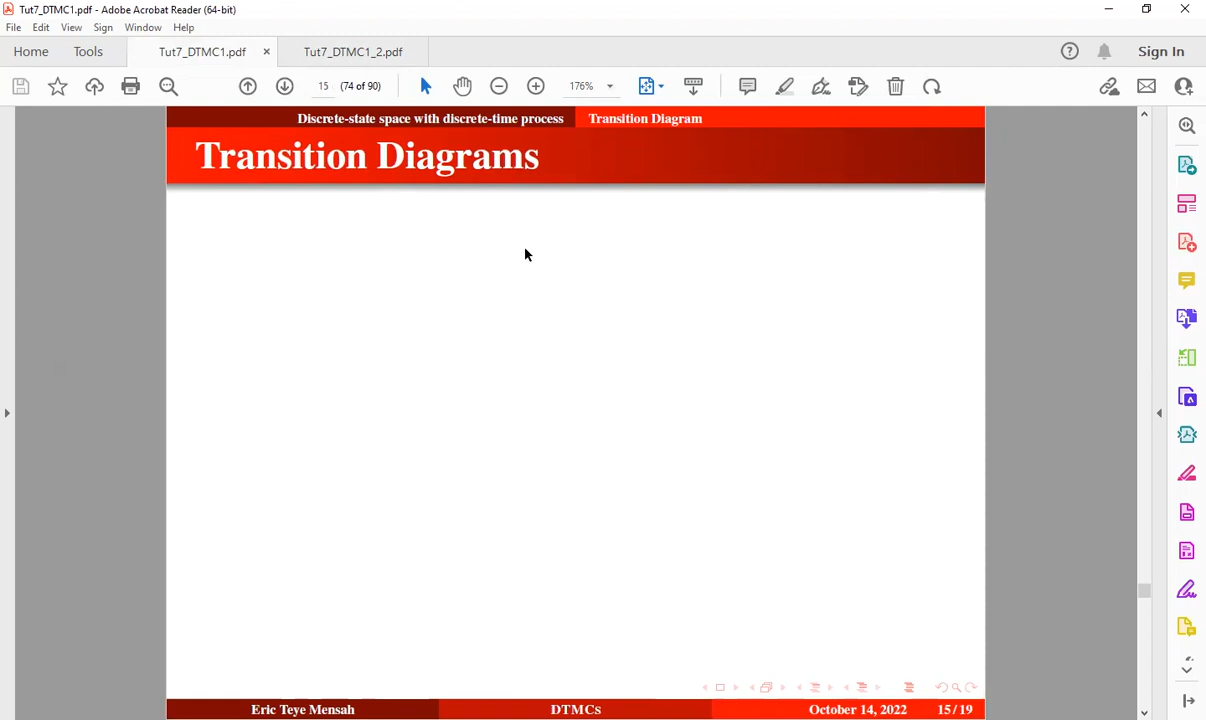 Tut7_DTMC1.pdf - Adobe Acrobat Reader (64-bit)
File Edit View Sign Window Help
Home Tools Tut7_DTMC1.pdf × Tut7_DTMC1_2.pdf Sign In
15 (74 of 90) 176%
Discrete-state space with discrete-time process Transition Diagram
Transition Diagrams
Eric Teye Mensah DTMCs October 14, 2022 15/19